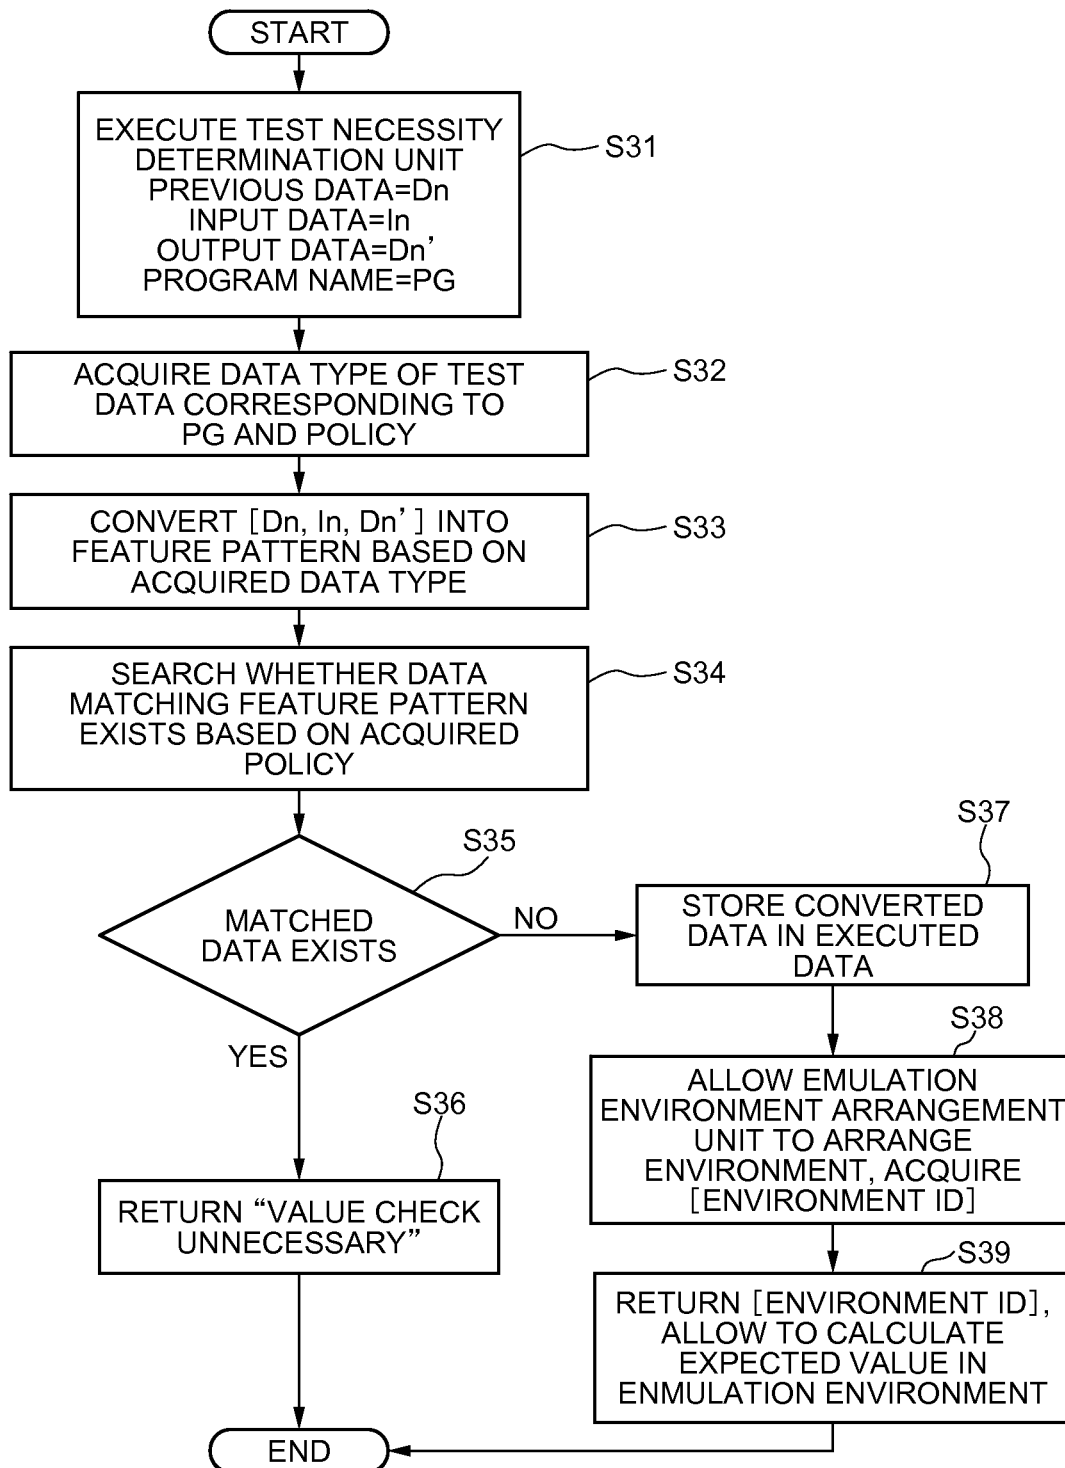 START
EXECUTE TEST NECESSITY
DETERMINATION UNIT
PREVIOUS DATA=Dn
INPUT DATA=In
OUTPUT DATA=Dn'
PROGRAM NAME=PG
S31
ACQUIRE DATA TYPE OF TEST
DATA CORRESPONDING TO
PG AND POLICY
S32
CONVERT [Dn, In, Dn'] INTO
FEATURE PATTERN BASED ON
ACQUIRED DATA TYPE
S33
SEARCH WHETHER DATA
MATCHING FEATURE PATTERN
EXISTS BASED ON ACQUIRED
POLICY
S34
S35
MATCHED
DATA EXISTS
NO
YES
S36
RETURN “VALUE CHECK
UNNECESSARY”
S37
STORE CONVERTED
DATA IN EXECUTED
DATA
S38
ALLOW EMULATION
ENVIRONMENT ARRANGEMENT
UNIT TO ARRANGE
ENVIRONMENT, ACQUIRE
[ENVIRONMENT ID]
S39
RETURN [ENVIRONMENT ID],
ALLOW TO CALCULATE
EXPECTED VALUE IN
ENMULATION ENVIRONMENT
END